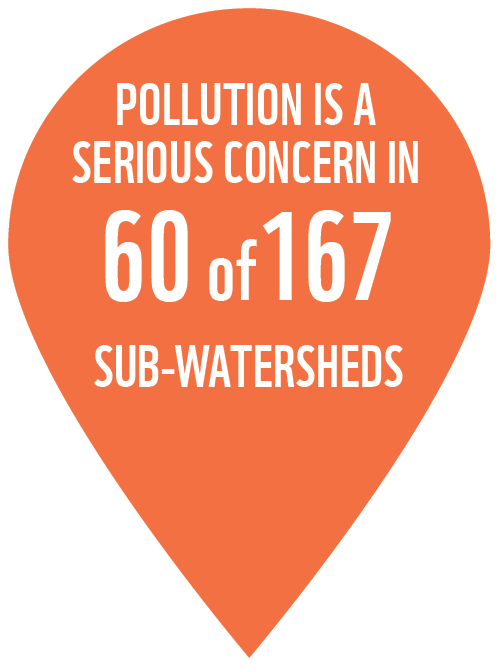 POLLUTION IS A
SERIOUS CONCERN IN
60 of 167
SUB-WATERSHEDS